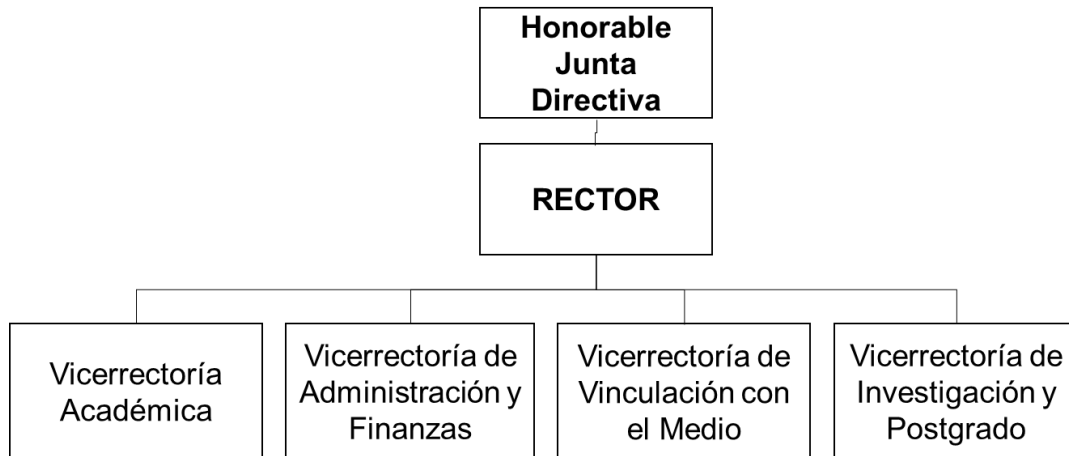 Honorable
Junta
Directiva
RECTOR
Vicerrectoría
Académica
Vicerrectoría de
Administración y
Finanzas
Vicerrectoría de
Vinculación con
el Medio
Vicerrectoría de
Investigación y
Postgrado